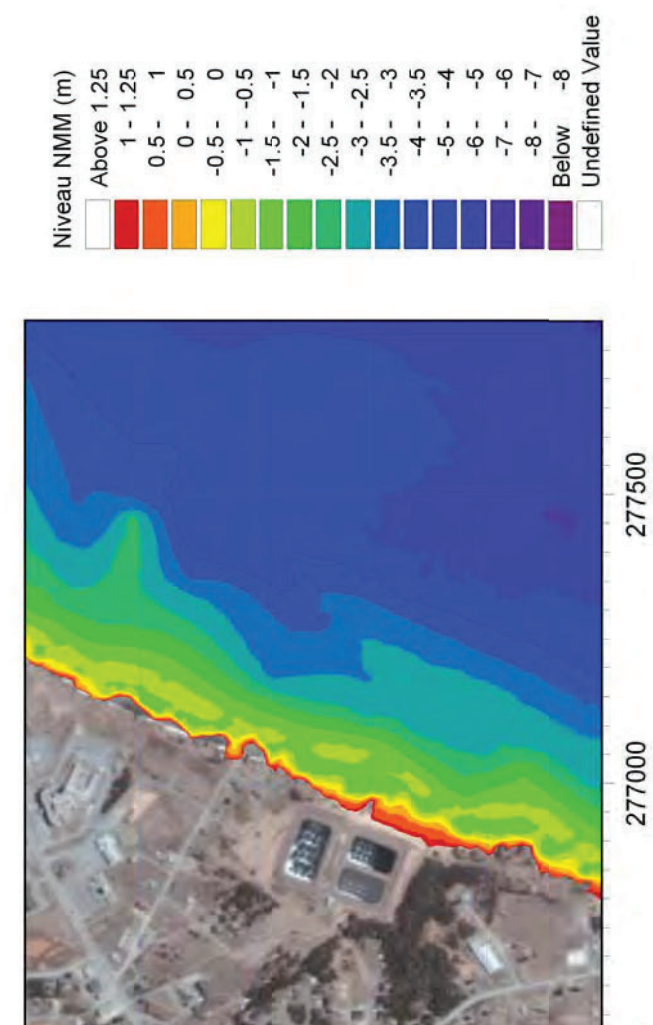 Niveau NMM (m)
Above 1.25
1 - 1.25
0.5 - 1
0 - 0.5
-0.5 - 0
-1 - -0.5
-1.5 - -1
-2 - -1.5
-2.5 - -2
-3 - -2.5
-3.5 - -3
-4 - -3.5
-5 - -4
-6 - -5
-7 - -6
-8 - -7
Below -8
Undefined Value
277000
277500